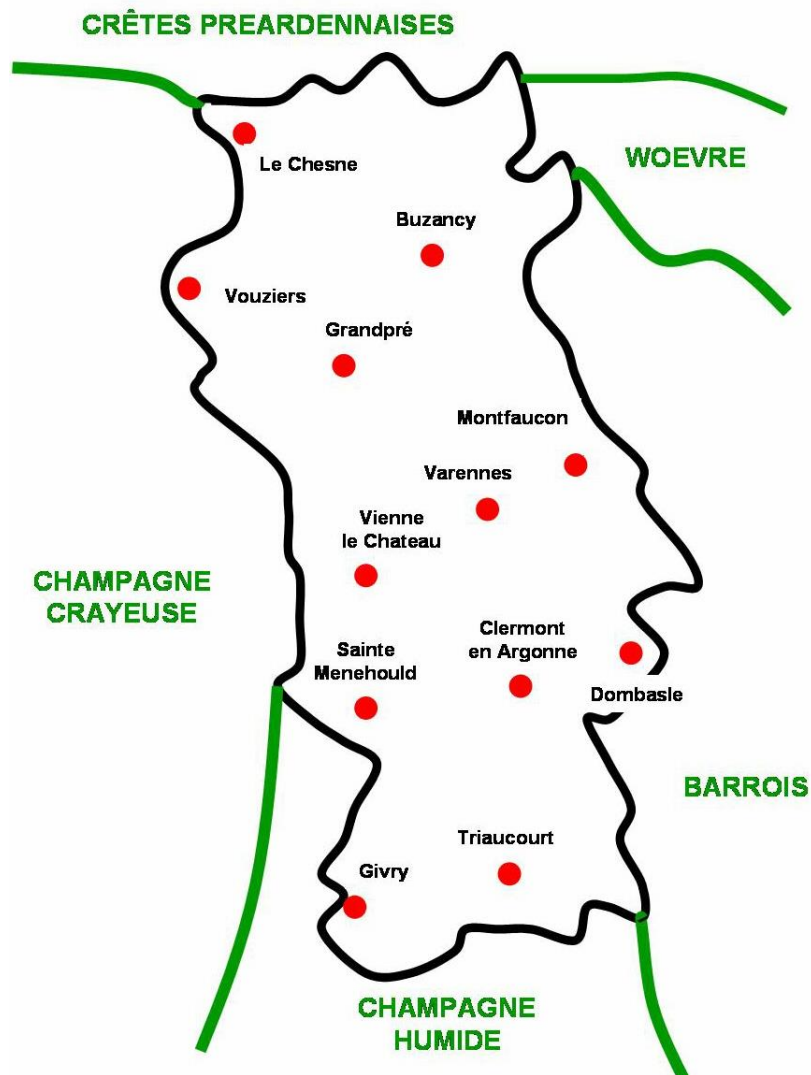 CRÊTES PREARDENNAISES
WOEVRE
Le Chesne
Buzancy
Vouziers
Grandpré
Montfaucon
Varennes
Vienne
le Chateau
CHAMPAGNE
CRAYEUSE
Sainte
Menehould
Clermont
en Argonne
Dombasle
BARROIS
Triaucourt
Givry
CHAMPAGNE
HUMIDE